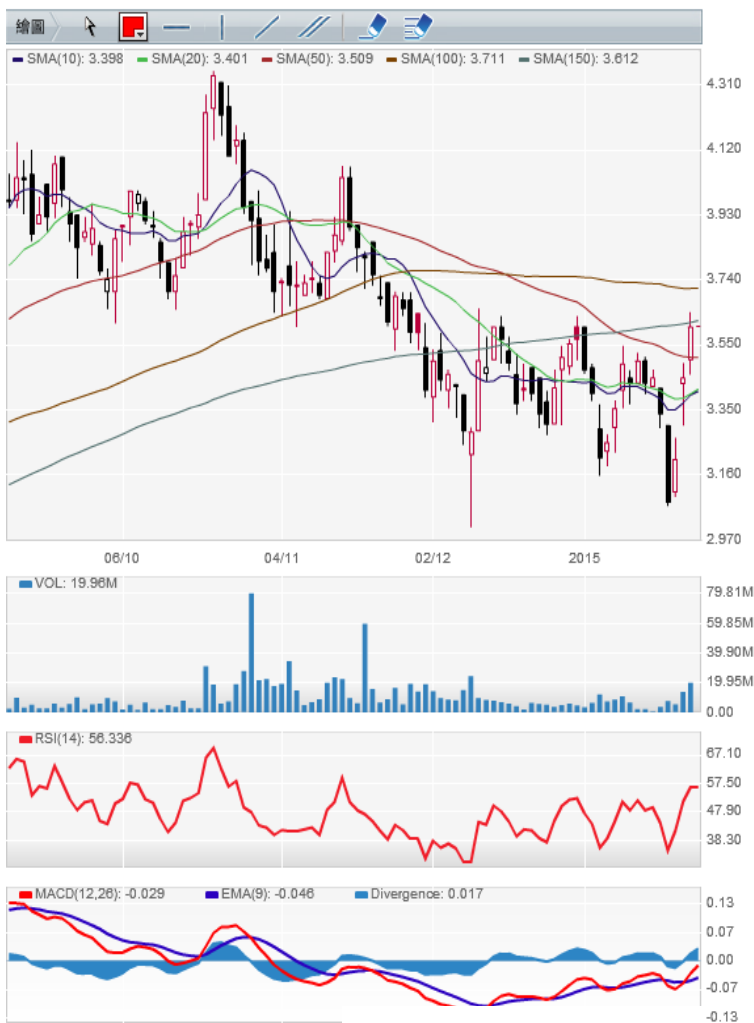 繪圖
SMA(10): 3.398 SMA(20): 3.401 SMA(50): 3.509 SMA(100): 3.711 SMA(150): 3.612
4.310
4.120
3.930
3.740
3.550
3.350
3.160
2.970
06/10 04/11 02/12 2015
VOL: 19.96M
79.81M
59.85M
39.90M
19.95M
0.00
RSI(14): 56.336
67.10
57.50
47.90
38.30
MACD(12,26): -0.029 EMA(9): -0.046 Divergence: 0.017
0.13
0.07
0.00
-0.07
-0.13